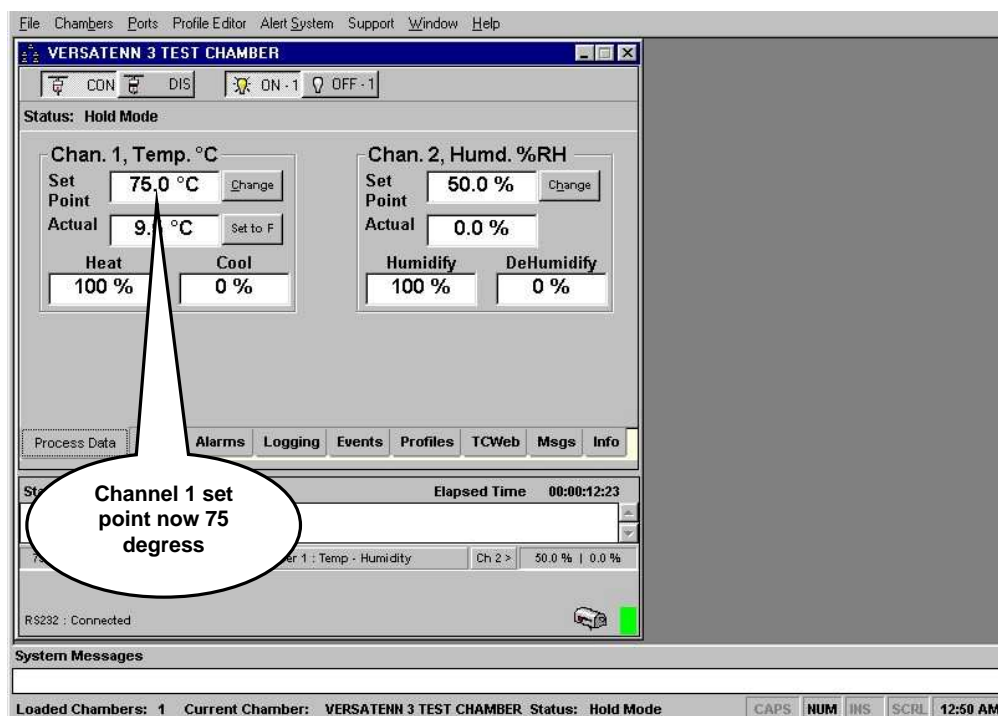 File Chambers Ports Profile Editor Alert System Support Window Help
VERSATENN 3 TEST CHAMBER
CON DIS ON - 1 OFF - 1
Status: Hold Mode
Chan. 1, Temp. °C
Set Point 75.0 °C Change
Actual °C Set to F
Heat Cool
100 % 0 %
Chan. 2, Humd. %RH
Set Point 50.0 % Change
Actual 0.0 %
Humidify DeHumidify
100 % 0 %
Process Data Alarms Logging Events Profiles TCWeb Msgs Info
Elapsed Time 00:00:12:23
Channel 1 set
point now 75
degress
1 : Temp - Humidity Ch 2 > 50.0 % | 0.0 %
RS232 : Connected
System Messages
Loaded Chambers: 1 Current Chamber: VERSATENN 3 TEST CHAMBER Status: Hold Mode CAPS NUM INS SCRL 12:50 AM